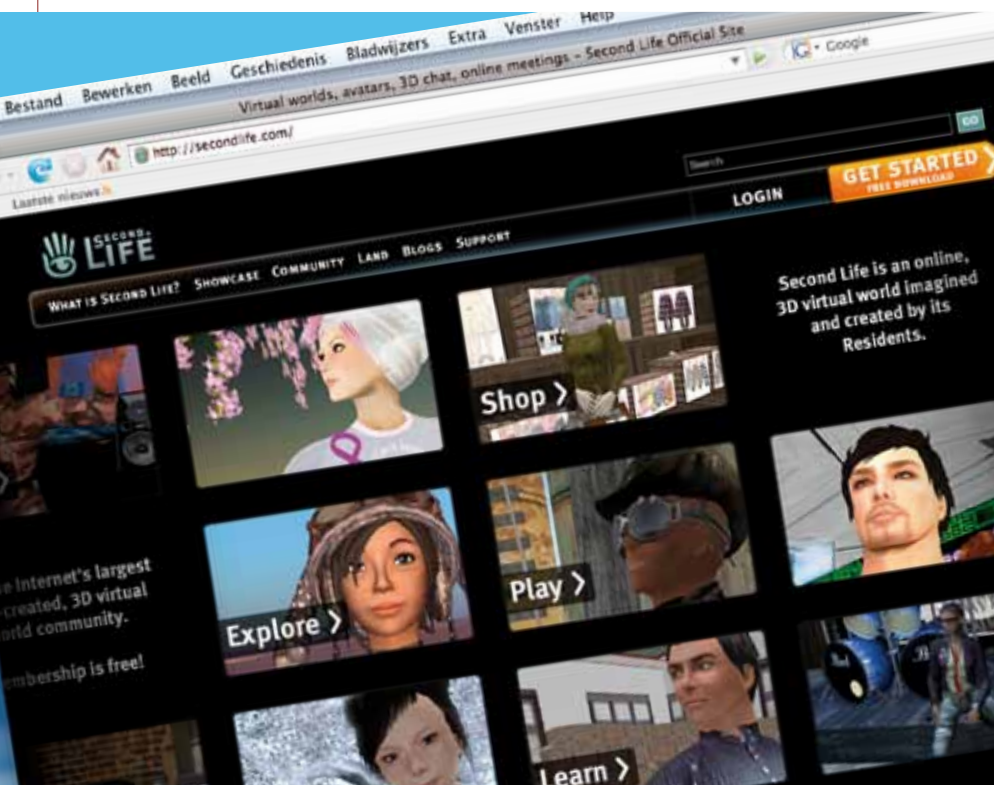 Bestand Bewerken Beeld Geschiedenis Bladwijzers Extra Venster Help
Virtual worlds, avatars, 3D chat, online meetings – Second Life Official Site
http://secondlife.com/
Google
Laatste nieuws
Search
GO
SECOND LIFE
LOGIN
GET STARTED
FREE DOWNLOAD
WHAT IS SECOND LIFE? SHOWCASE COMMUNITY LAND BLOGS SUPPORT
Second Life is an online,
3D virtual world imagined
and created by its
Residents.
Shop
Internet's largest
-created, 3D virtual
community.
is free!
Explore
Play
Learn